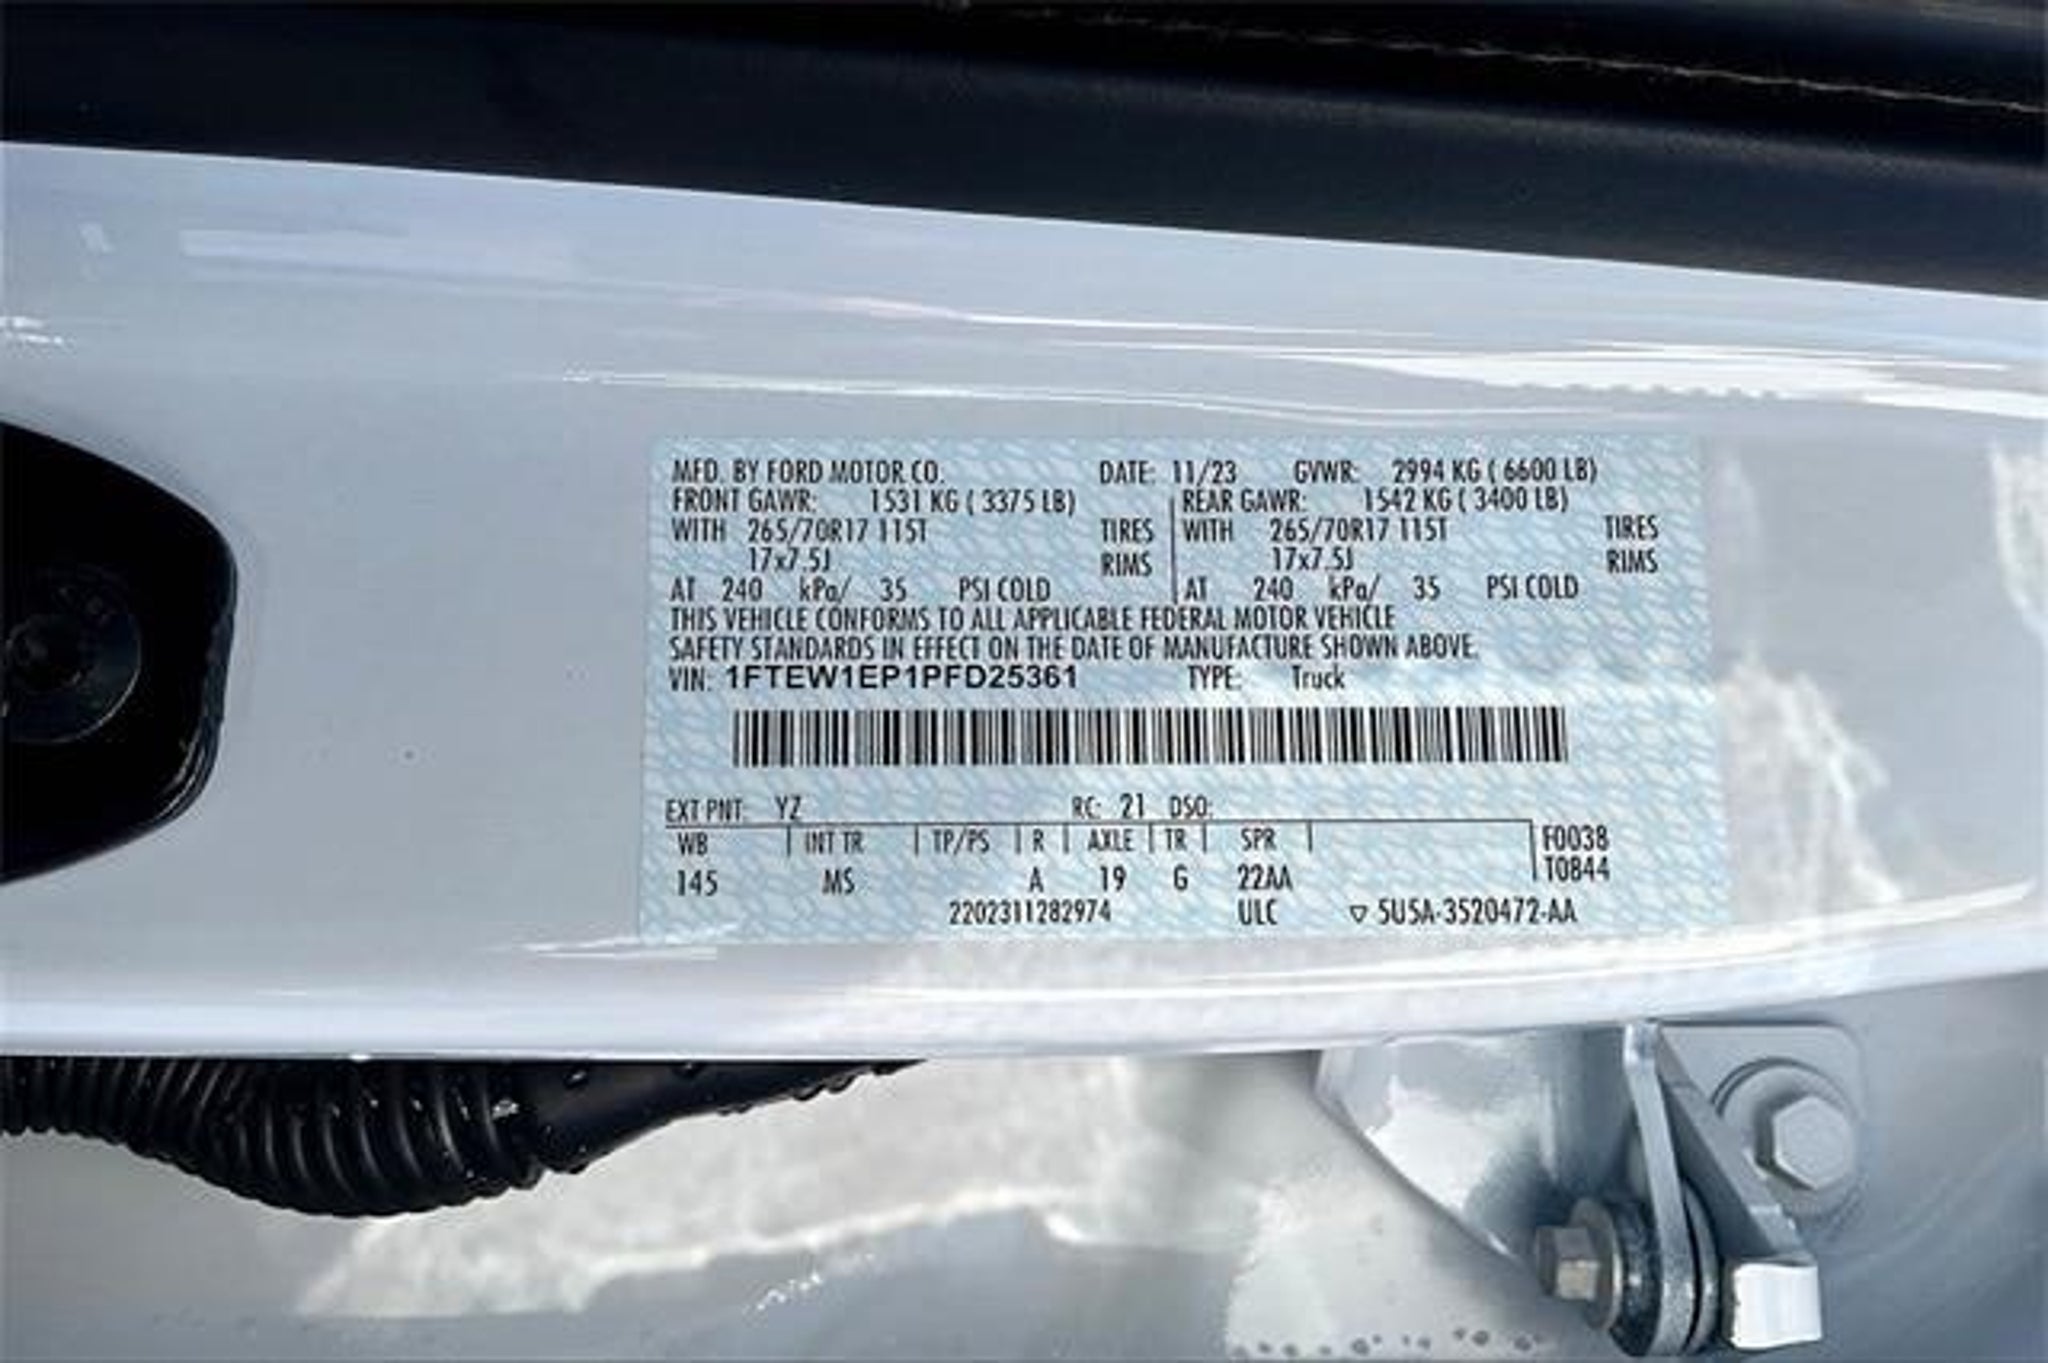 MFD. BY FORD MOTOR CO. DATE: 11/23 GVWR: 2994 KG ( 6600 LB)
FRONT GAWR: 1531 KG ( 3375 LB) REAR GAWR: 1542 KG ( 3400 LB)
WITH 265/70R17 115T TIRES WITH 265/70R17 115T TIRES
17x7.5J RIMS 17x7.5J RIMS
AT 240 kPa/ 35 PSI COLD AT 240 kPa/ 35 PSI COLD
THIS VEHICLE CONFORMS TO ALL APPLICABLE FEDERAL MOTOR VEHICLE
SAFETY STANDARDS IN EFFECT ON THE DATE OF MANUFACTURE SHOWN ABOVE.
VIN: 1FTEW1EP1PFD25361 TYPE: Truck
EXT PNT: YZ RC: 21 DSO:
WB INT TR TP/PS R AXLE TR SPR F0038
145 MS A 19 G 22AA T0844
2202311282974 ULC ▽ 5U5A-3520472-AA